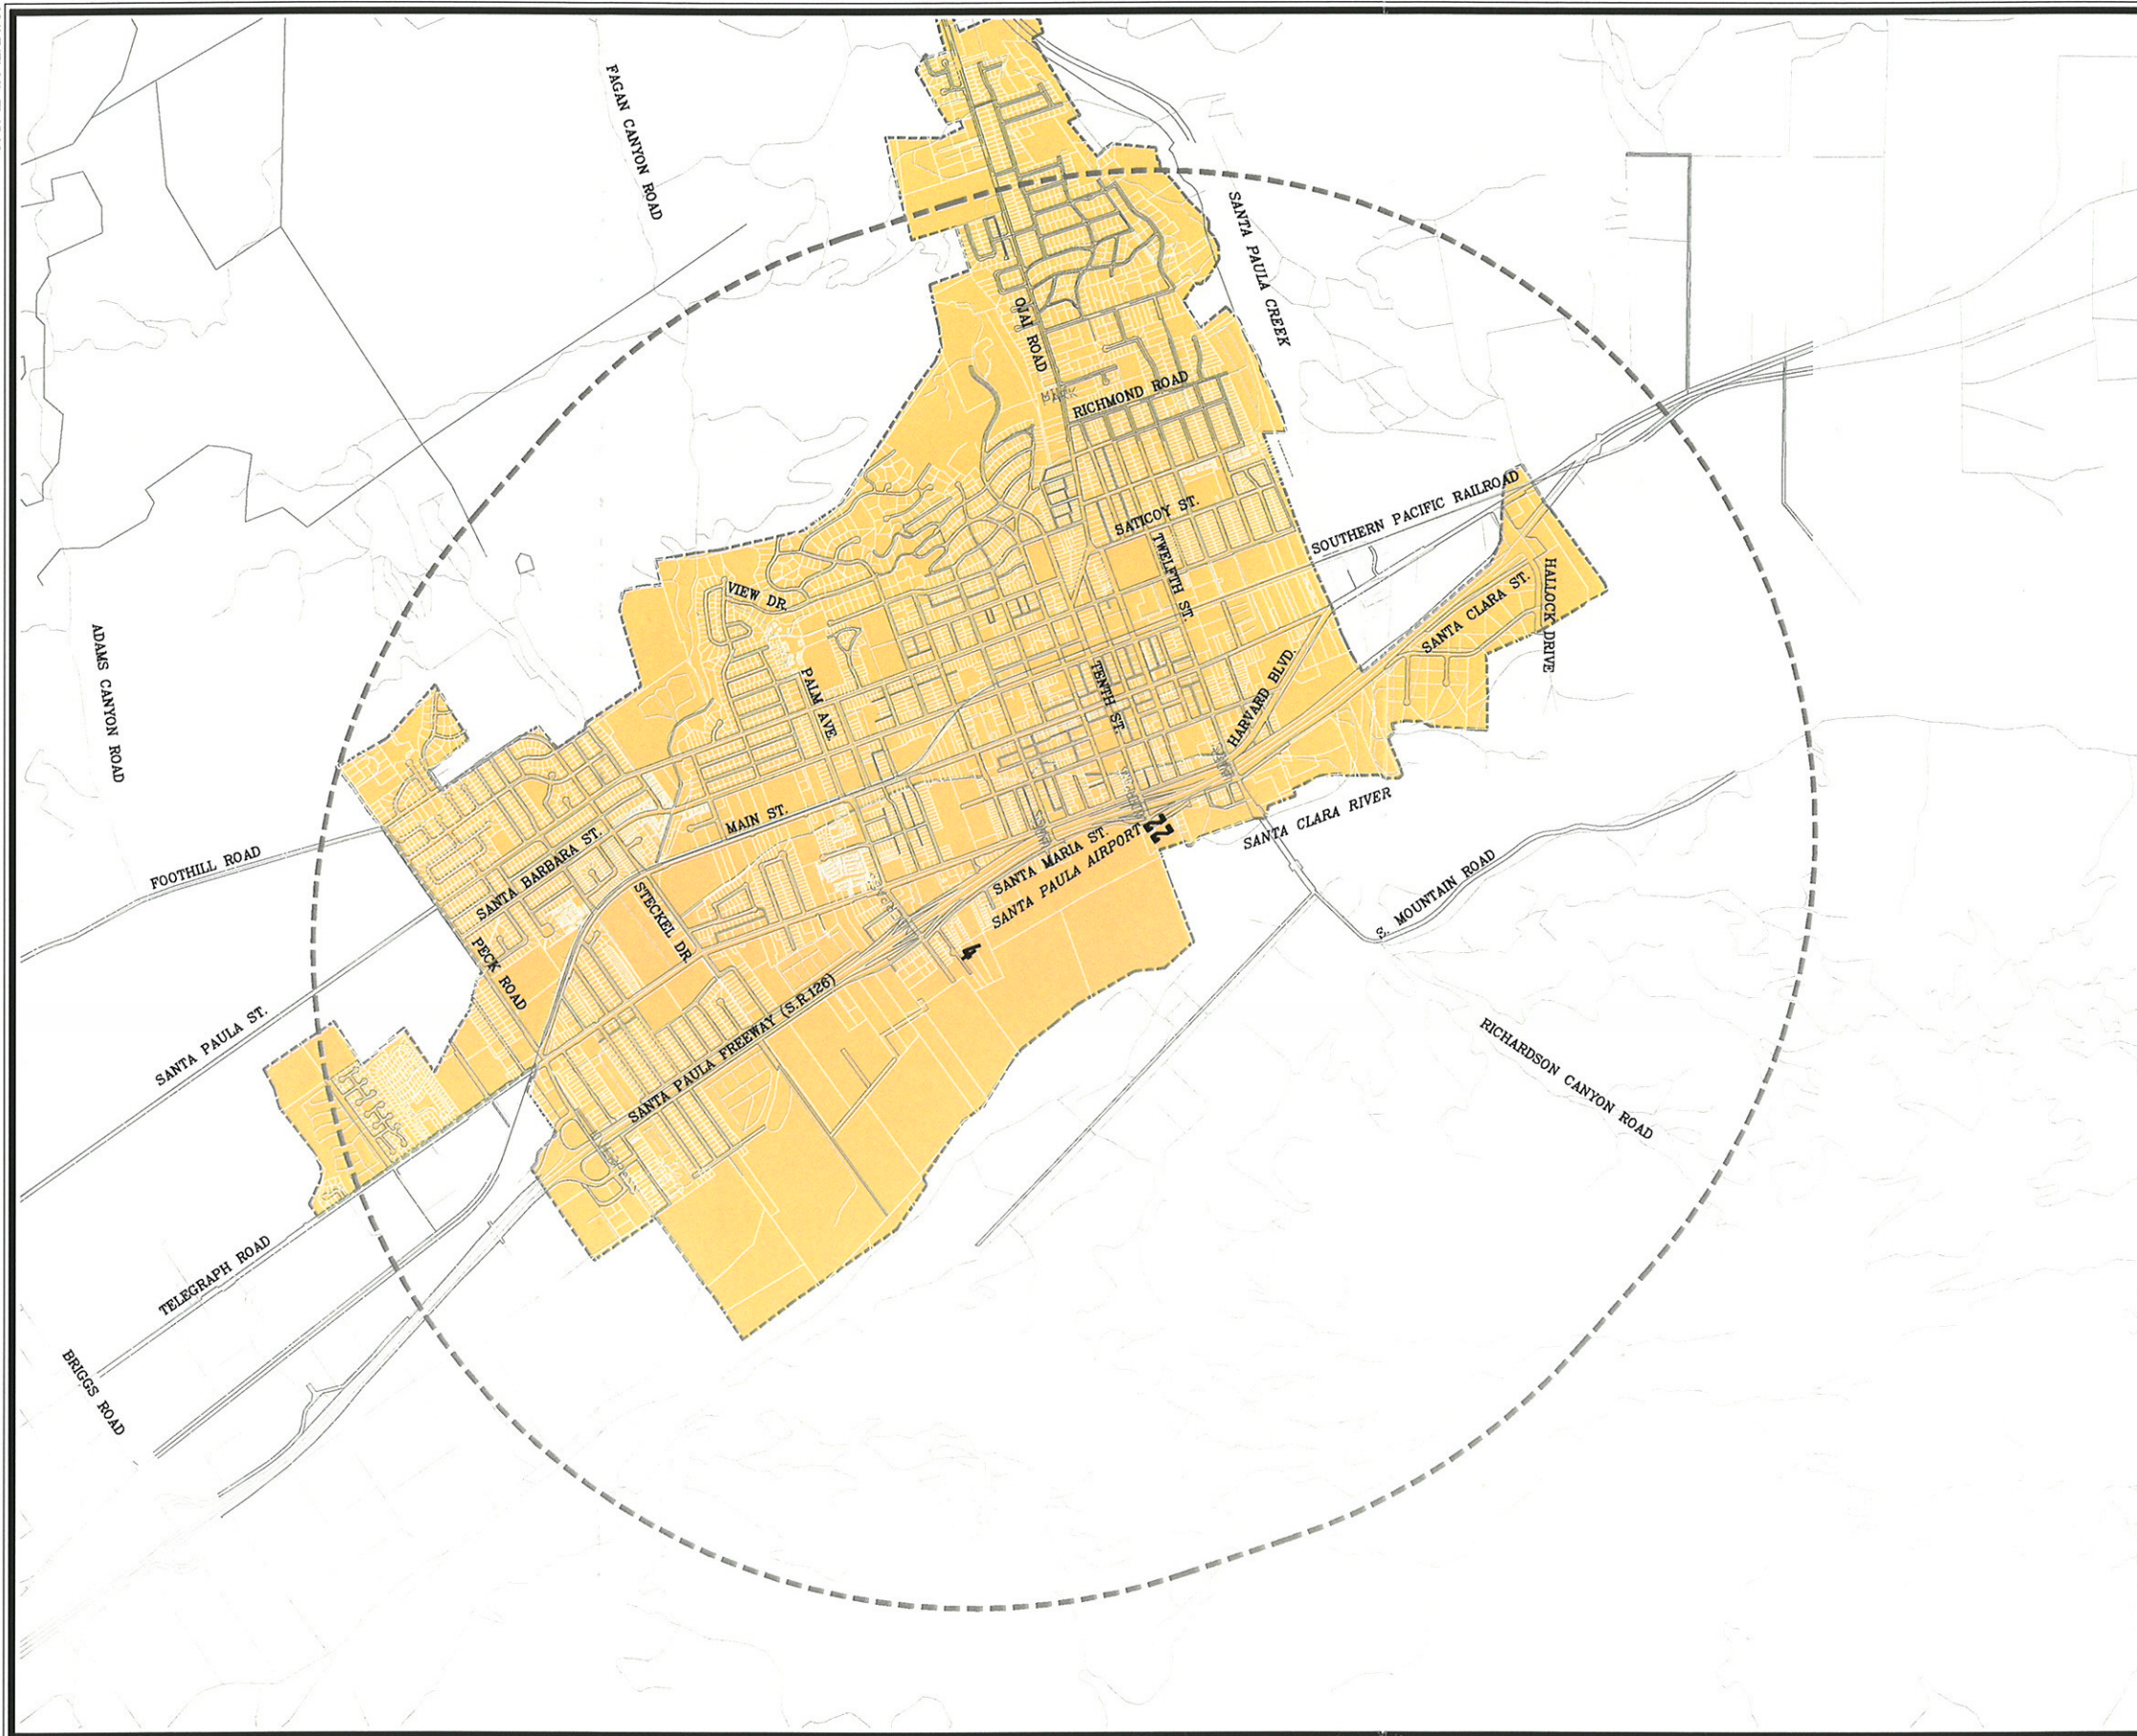 FAGAN CANYON ROAD
SANTA PAULA CREEK
OJAI ROAD
RICHMOND ROAD
SATICOY ST.
SOUTHERN PACIFIC RAILROAD
TWELFTH ST.
VIEW DR.
HALLOCK DRIVE
SANTA CLARA ST.
ADAMS CANYON ROAD
PALM AVE.
TENTH ST.
HARVARD BLVD.
MAIN ST.
SANTA CLARA RIVER
FOOTHILL ROAD
SANTA BARBARA ST.
SANTA MARIA ST.
22
SANTA PAULA AIRPORT
S. MOUNTAIN ROAD
STECKEL DR.
4
PECK ROAD
SANTA PAULA FREEWAY (S.R.126)
SANTA PAULA ST.
RICHARDSON CANYON ROAD
TELEGRAPH ROAD
BRIGGS ROAD